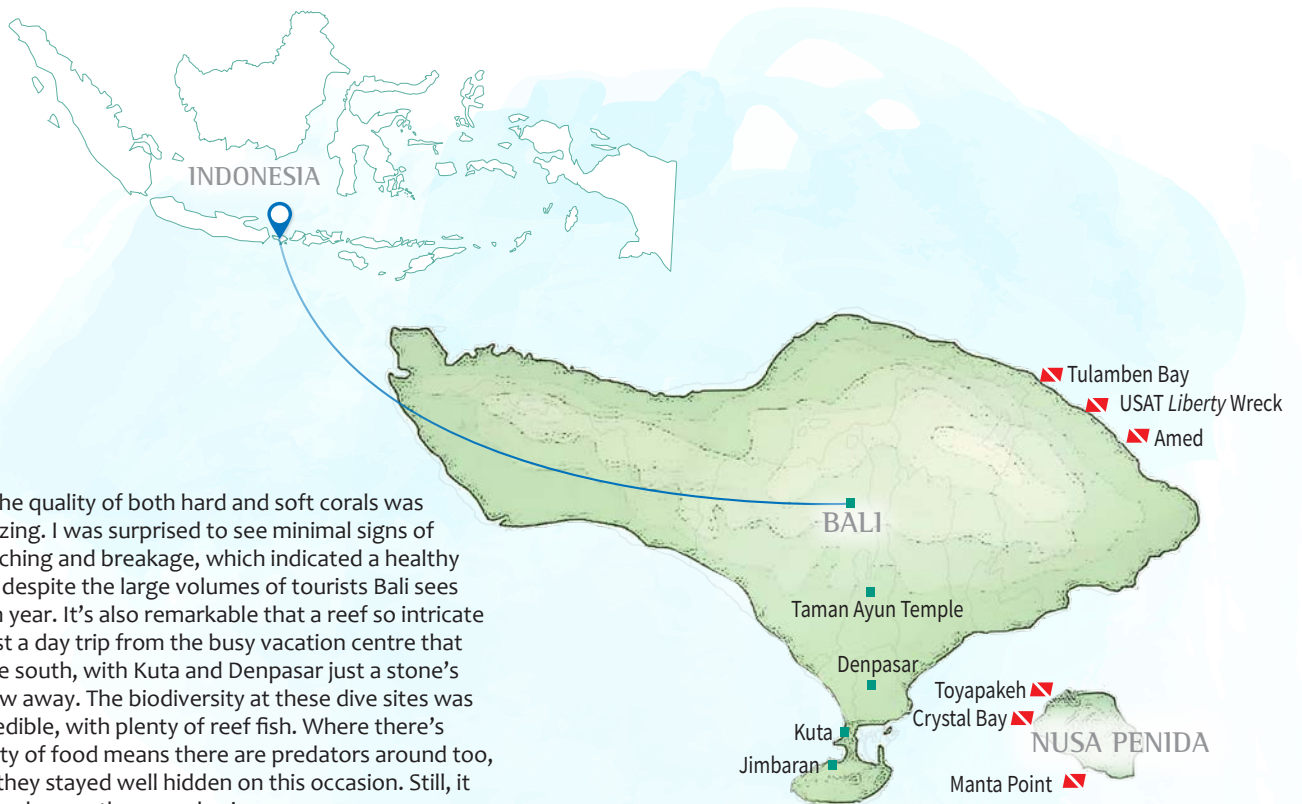 INDONESIA
Tulamben Bay
USAT Liberty Wreck
Amed
BALI
Taman Ayun Temple
Denpasar
Toyapakeh
Crystal Bay
Kuta
NUSA PENIDA
Jimbaran
Manta Point
he quality of both hard and soft corals was
zing. I was surprised to see minimal signs of
ching and breakage, which indicated a healthy
despite the large volumes of tourists Bali sees
n year. It’s also remarkable that a reef so intricate
st a day trip from the busy vacation centre that
e south, with Kuta and Denpasar just a stone’s
w away. The biodiversity at these dive sites was
edible, with plenty of reef fish. Where there’s
ty of food means there are predators around too,
they stayed well hidden on this occasion. Still, it